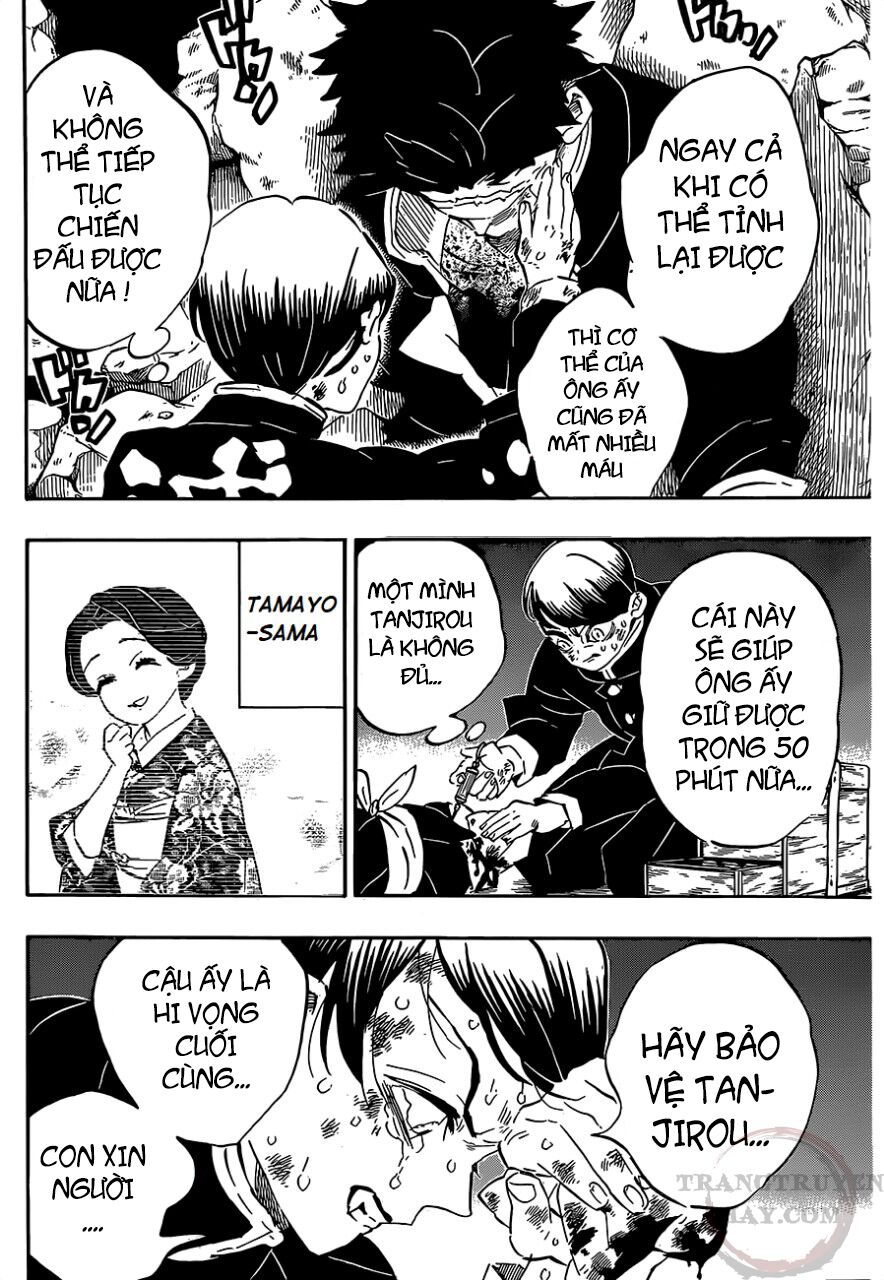 NGAY CẢ
KHI CÓ
THỂ TỈNH
LẠI ĐƯỢC
THÌ CƠ
THỂ CỦA
ÔNG ẤY
CŨNG ĐÃ
MẤT NHIỀU
MÁU
VÀ
KHÔNG
THỂ TIẾP
TỤC
CHIẾN
ĐẤU ĐƯỢC
NỮA !
CÁI NÀY
SẼ GIÚP
ÔNG ẤY
GIỮ ĐƯỢC
TRONG 50
PHÚT NỮA...
MỘT MÌNH
TANJIROU
LÀ KHÔNG
ĐỦ...
TAMAYO
-SAMA
HÃY BẢO
VỆ TAN-
JIROU...
CẬU ẤY LÀ
HI VỌNG
CUỐI
CÙNG...
CON XIN
NGƯỜI
....
TRANGTRUYEN
HAY.COM